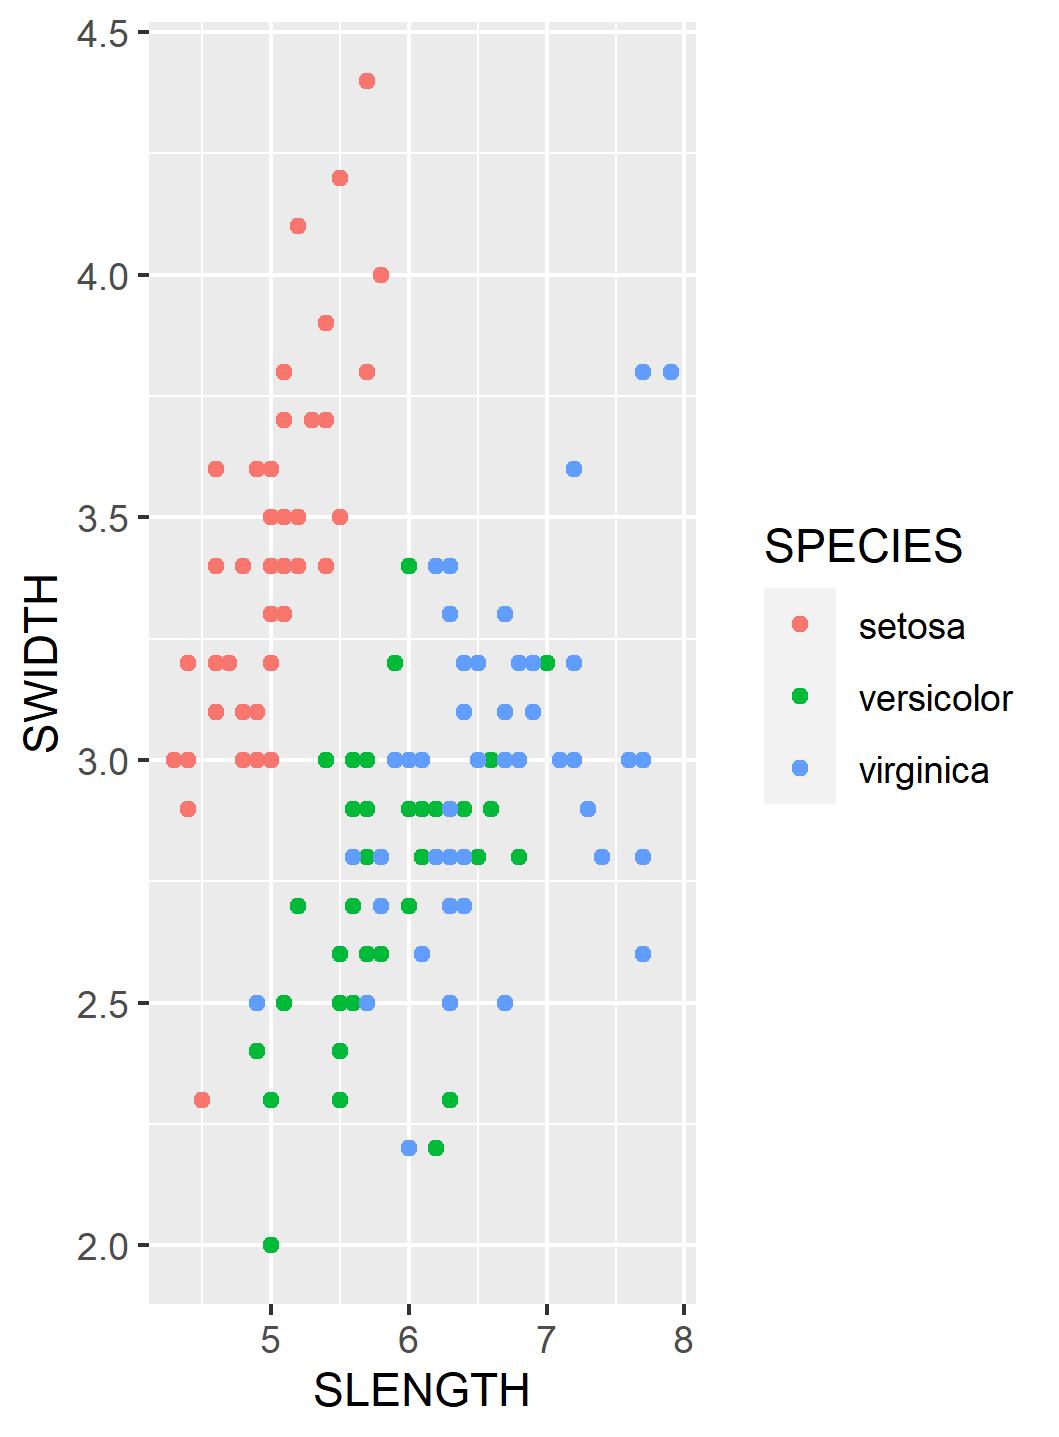 4.5
4.0
3.5
3.0
2.5
2.0
SWIDTH
5 6 7 8
SLENGTH
SPECIES
setosa
versicolor
virginica